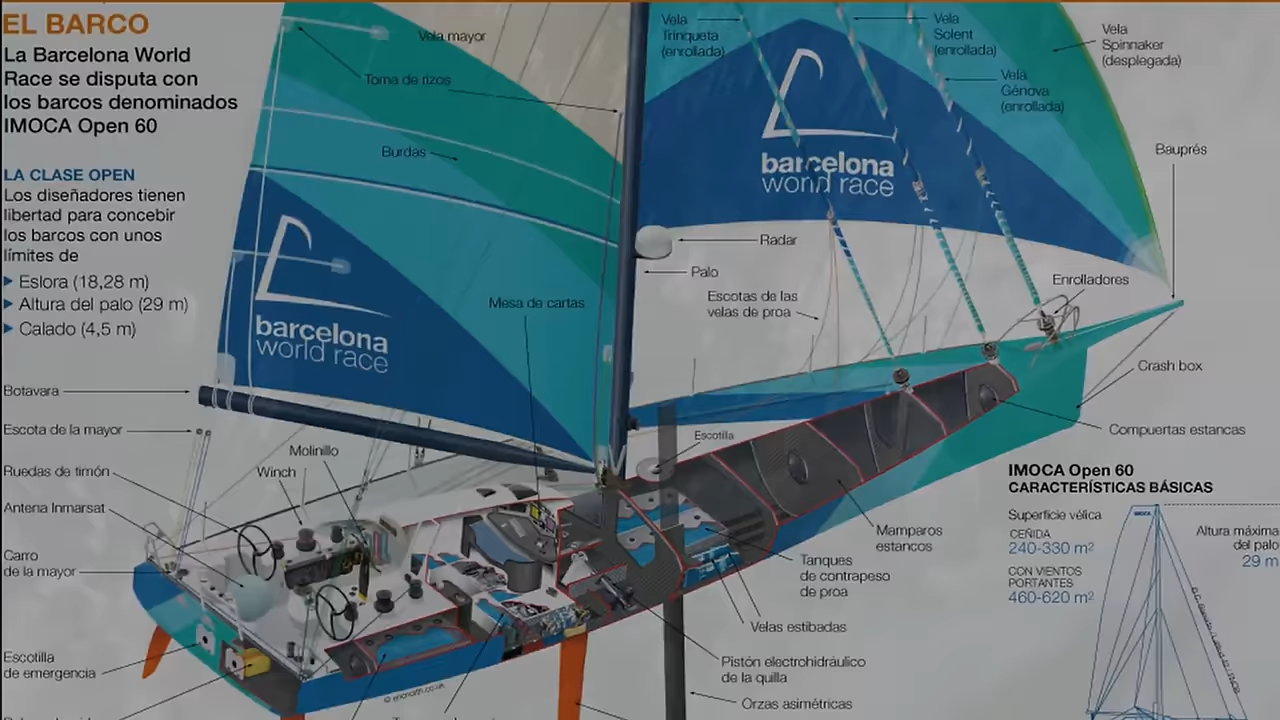 EL BARCO
La Barcelona World
Race se disputa con
los barcos denominados
IMOCA Open 60
LA CLASE OPEN
Los diseñadores tienen
libertad para concebir
los barcos con unos
límites de
Eslora (18,28 m)
Altura del palo (29 m)
Calado (4,5 m)
Botavara
Escota de la mayor
Ruedas de timón
Antena Inmarsat
Carro
de la mayor
Escotilla
de emergencia
Winch
Molinillo
Vela mayor
Toma de rizos
Burdas
barcelona
world race
Mesa de cartas
Vela
Trinqueta
(enrollada)
Vela
Solent
(enrollada)
Vela
Génova
(enrollada)
Vela
Spinnaker
(desplegada)
barcelona
world race
Bauprés
Radar
Palo
Escotas de las
velas de proa
Enrolladores
Crash box
Compuertas estancas
Escotilla
Mamparos
estancos
Tanques
de contrapeso
de proa
Velas estibadas
Pistón electrohidráulico
de la quilla
Orzas asimétricas
IMOCA Open 60
CARACTERÍSTICAS BÁSICAS
Superficie vélica
CEÑIDA
240-330 m²
CON VIENTOS
PORTANTES
460-620 m²
Altura máxima
del palo
29 m
IMOCA